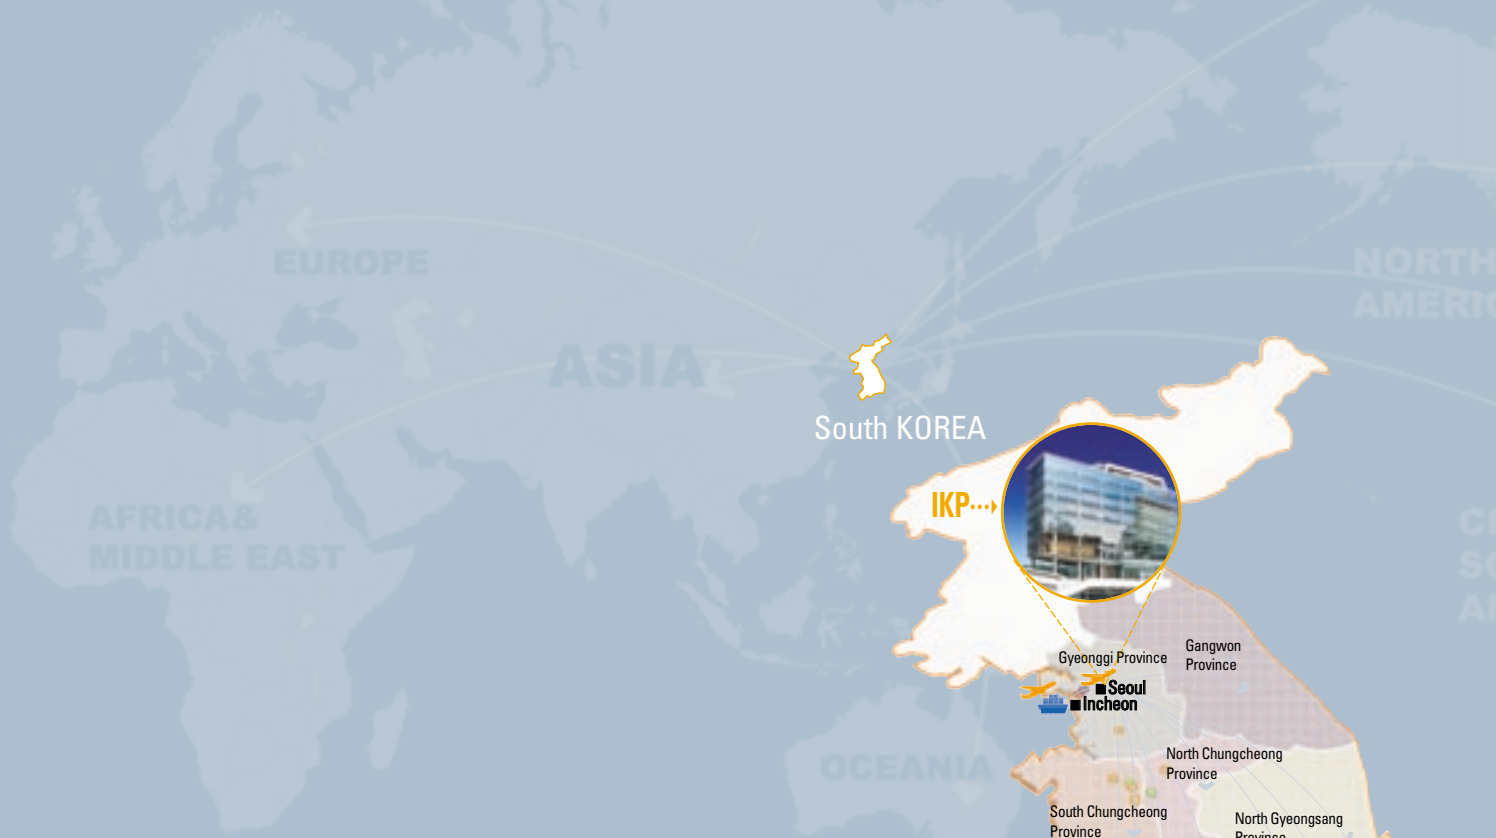 EUROPE
NORTH
AMERIC
ASIA
South KOREA
IKP
AFRICA&
MIDDLE EAST
Gyeonggi Province
Gangwon
Province
Seoul
Incheon
North Chungcheong
Province
OCEANIA
South Chungcheong
Province
North Gyeongsang
Province